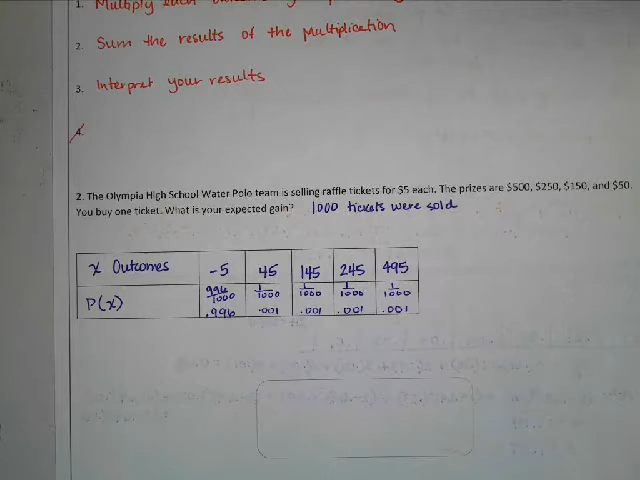 1. Multiply each
2. Sum the results of the Multiplication
3. Interpret your results
4.
2. The Olympia High School Water Polo team is selling raffle tickets for $5 each. The prizes are $500, $250, $150, and $50.
You buy one ticket. What is your expected gain? 1000 tickets were sold
x Outcomes -5 45 145 245 495
P(x) 996/1000 1/1000 1/1000 1/1000 1/1000
.996 .001 .001 .001 .001